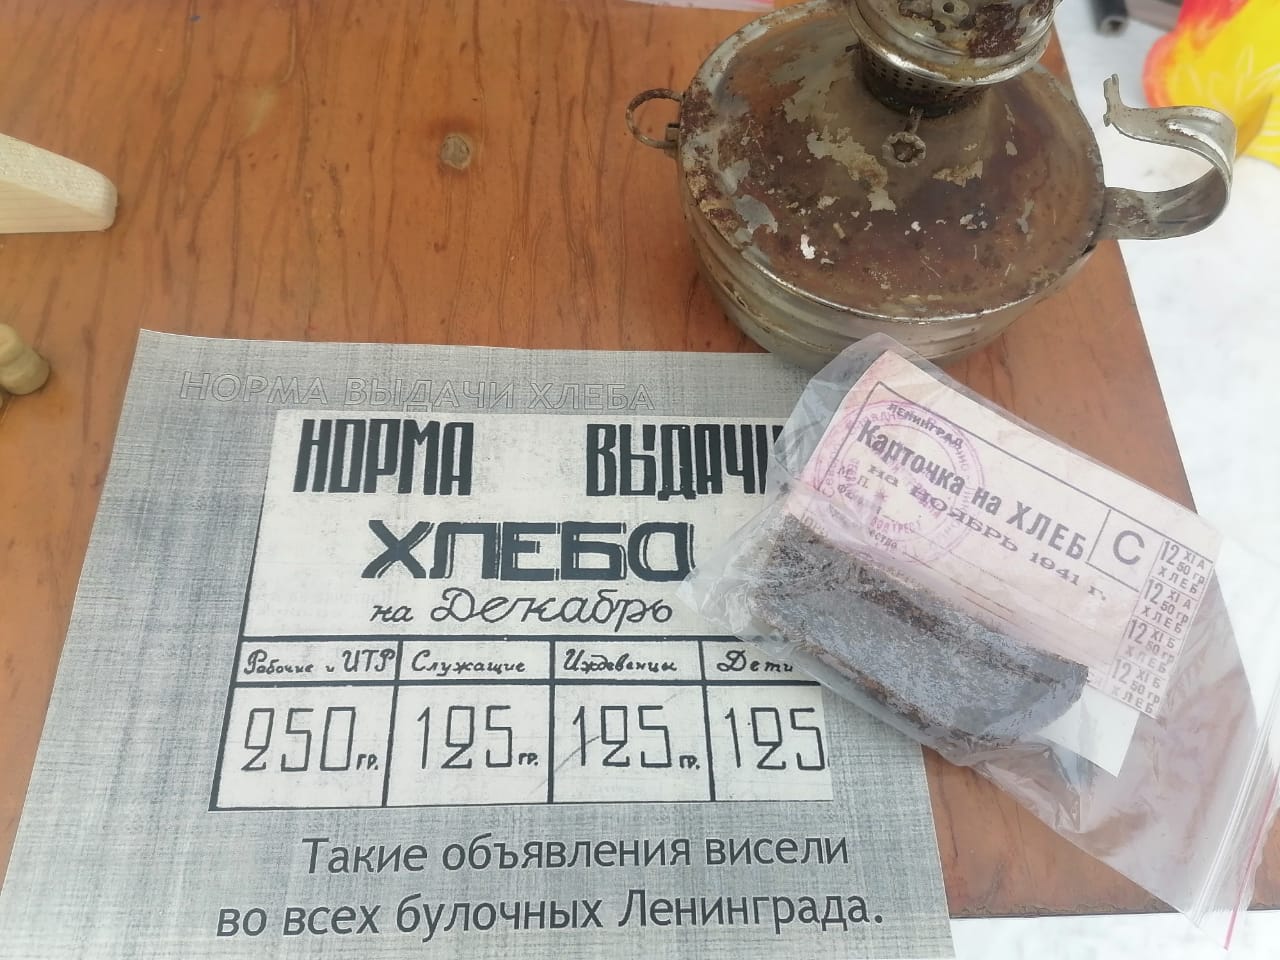 НОРМА ВЫДАЧИ ХЛЕБА
НОРМА ВЫДАЧИ
ХЛЕБА
на Декабрь
Рабочие и ИТР Служащие Иждевенцы Дети
250 гр. 125 гр. 125 гр. 125
Такие объявления висели
во всех булочных Ленинграда.
ЛЕНИНГРАД
Карточка на ХЛЕБ
на НОЯБРЬ 1941 г.
С
М. П.
12 XI А
50 гр
ХЛЕБ
12 XI А
50 гр
ХЛЕБ
12 XI Б
50 гр
ХЛЕБ
12 XI Б
50 гр
ХЛЕБ